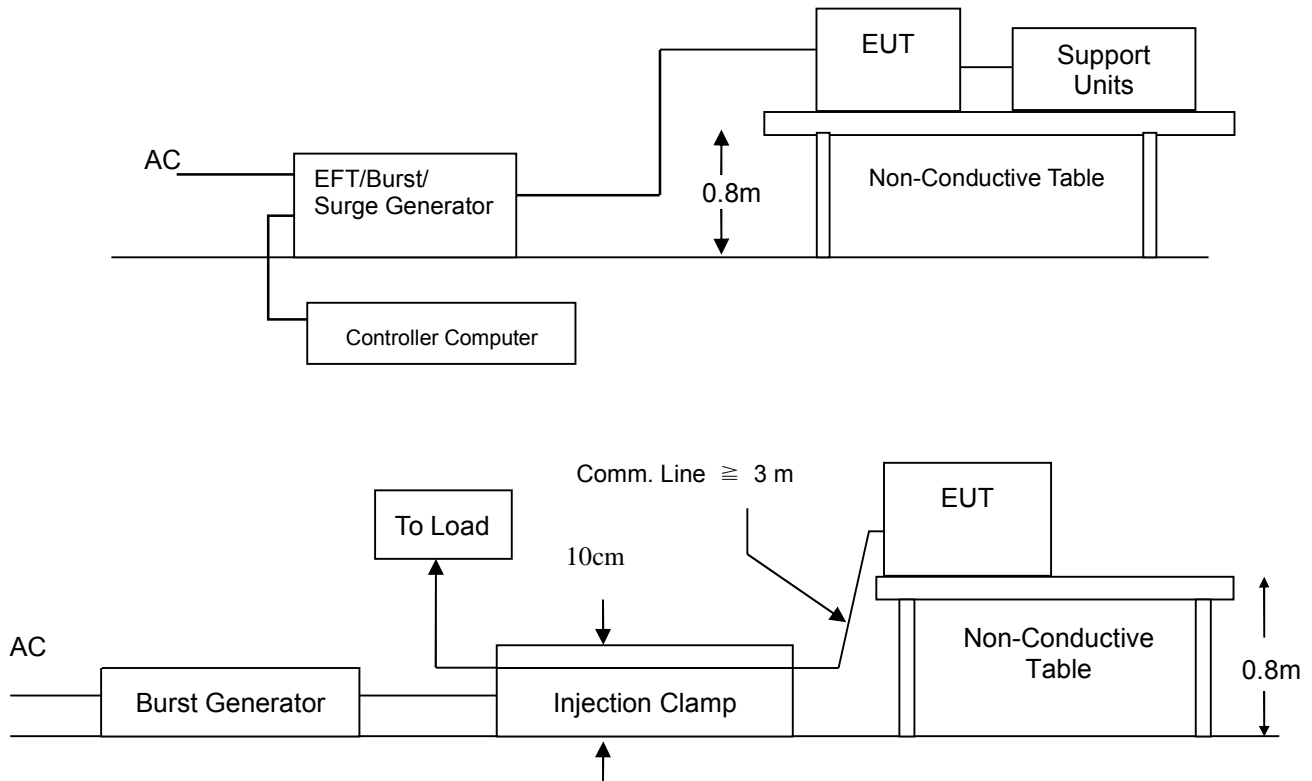 EUT
Support
Units
AC
EFT/Burst/
Surge Generator
0.8m
Non-Conductive Table
Controller Computer
Comm. Line ≧ 3 m
EUT
To Load
10cm
AC
Non-Conductive
Table
0.8m
Burst Generator
Injection Clamp